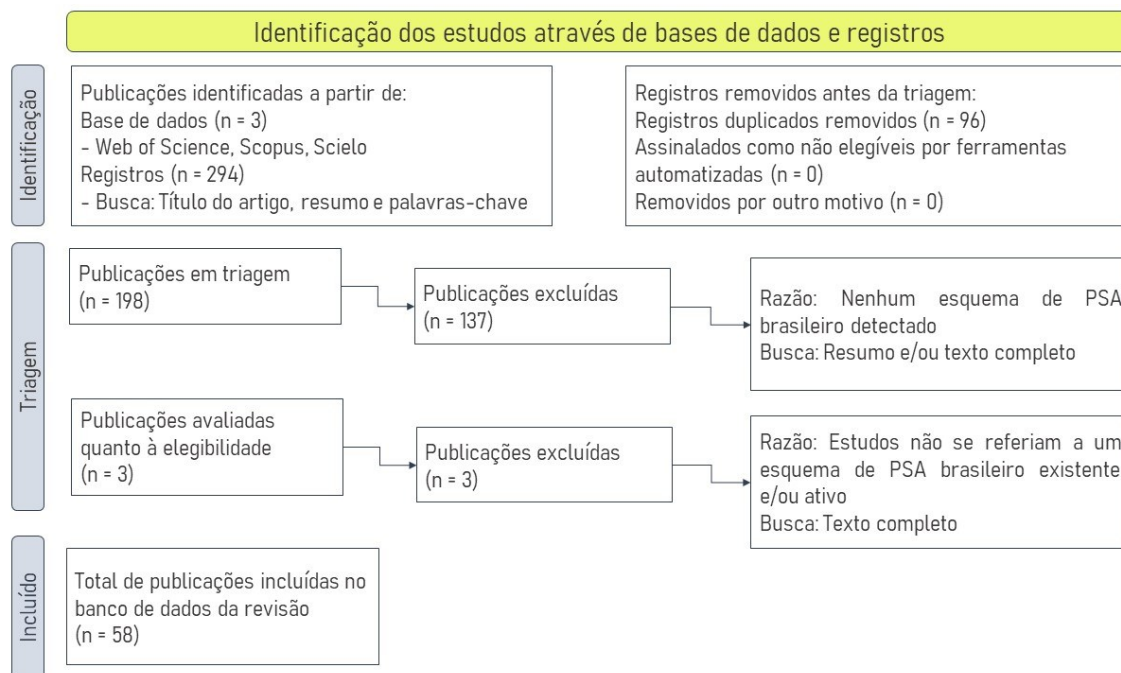 Identificação dos estudos através de bases de dados e registros
Identificação
Publicações identificadas a partir de:
Base de dados (n = 3)
- Web of Science, Scopus, Scielo
Registros (n = 294)
- Busca: Título do artigo, resumo e palavras-chave
Registros removidos antes da triagem:
Registros duplicados removidos (n = 96)
Assinalados como não elegíveis por ferramentas
automatizadas (n = 0)
Removidos por outro motivo (n = 0)
Triagem
Publicações em triagem
(n = 198)
Publicações excluídas
(n = 137)
Razão: Nenhum esquema de PSA
brasileiro detectado
Busca: Resumo e/ou texto completo
Publicações avaliadas
quanto à elegibilidade
(n = 3)
Publicações excluídas
(n = 3)
Razão: Estudos não se referiam a um
esquema de PSA brasileiro existente
e/ou ativo
Busca: Texto completo
Incluído
Total de publicações incluídas no
banco de dados da revisão
(n = 58)